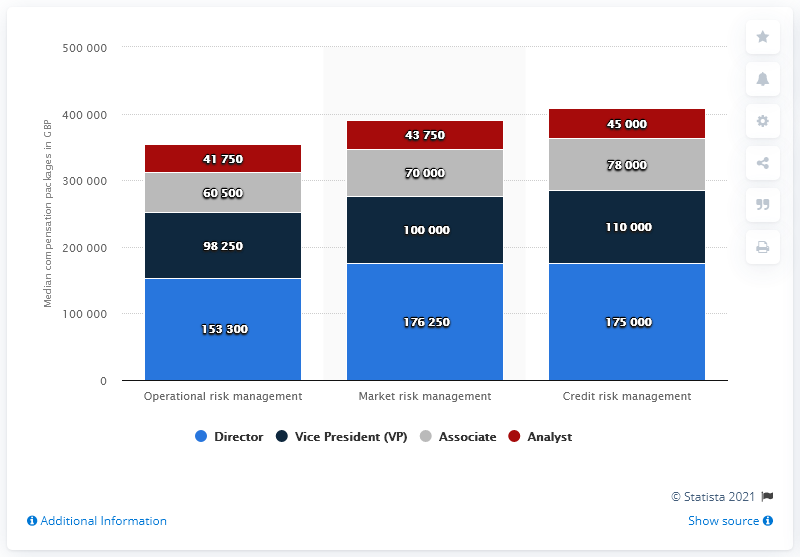 500 000
400 000
300 000
200 000
100 000
0
Median compensation packages in GBP
41 750
60 500
98 250
153 300
43 750
70 000
100 000
176 250
45 000
78 000
110 000
175 000
Operational risk management
Market risk management
Credit risk management
Director
Vice President (VP)
Associate
Analyst
© Statista 2021
Additional Information
Show source